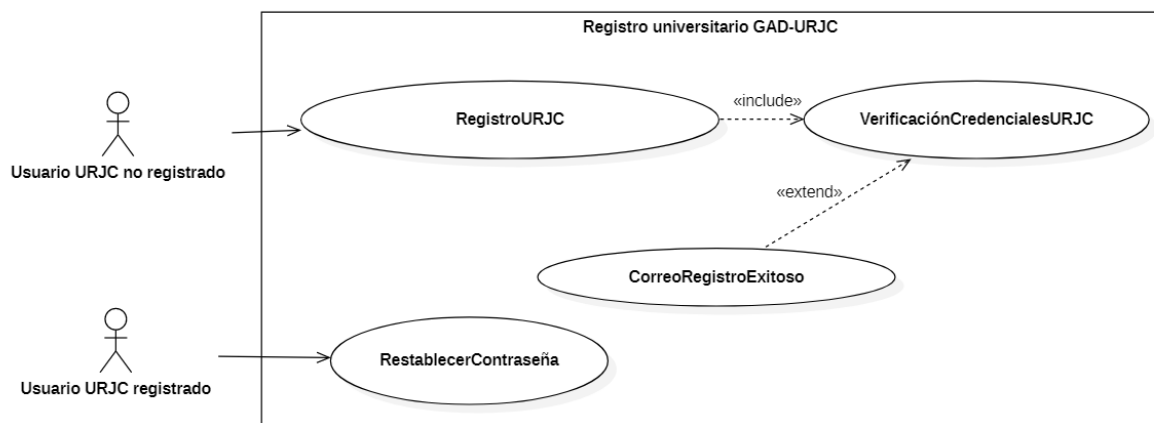 Registro universitario GAD-URJC
Usuario URJC no registrado
RegistroURJC
«include»
VerificaciónCredencialesURJC
«extend»
CorreoRegistroExitoso
Usuario URJC registrado
RestablecerContraseña